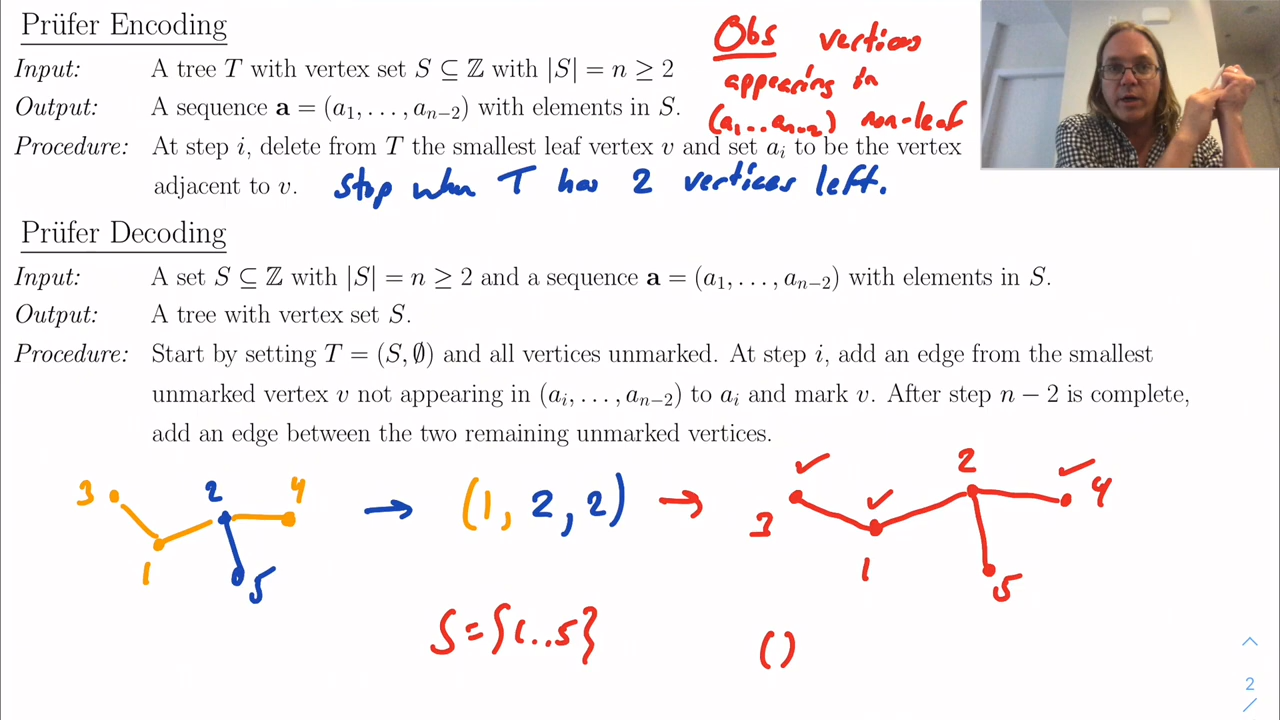 Prüfer Encoding
Input: A tree T with vertex set S ⊆ ℤ with |S| = n ≥ 2
Output: A sequence a = (a₁, . . . , aₙ₋₂) with elements in S.
Procedure: At step i, delete from T the smallest leaf vertex v and set aᵢ to be the vertex
adjacent to v. Stop when T has 2 vertices left.
Obs vertices
appearing in
(a₁..aₙ₋₂) non-leaf
Prüfer Decoding
Input: A set S ⊆ ℤ with |S| = n ≥ 2 and a sequence a = (a₁, . . . , aₙ₋₂) with elements in S.
Output: A tree with vertex set S.
Procedure: Start by setting T = (S, ∅) and all vertices unmarked. At step i, add an edge from the smallest
unmarked vertex v not appearing in (aᵢ, . . . , aₙ₋₂) to aᵢ and mark v. After step n − 2 is complete,
add an edge between the two remaining unmarked vertices.
3 2 4
1 5
→ (1, 2, 2) →
✓ 2 ✓
3 ✓ 4
1 5
S={1..5}
()
2